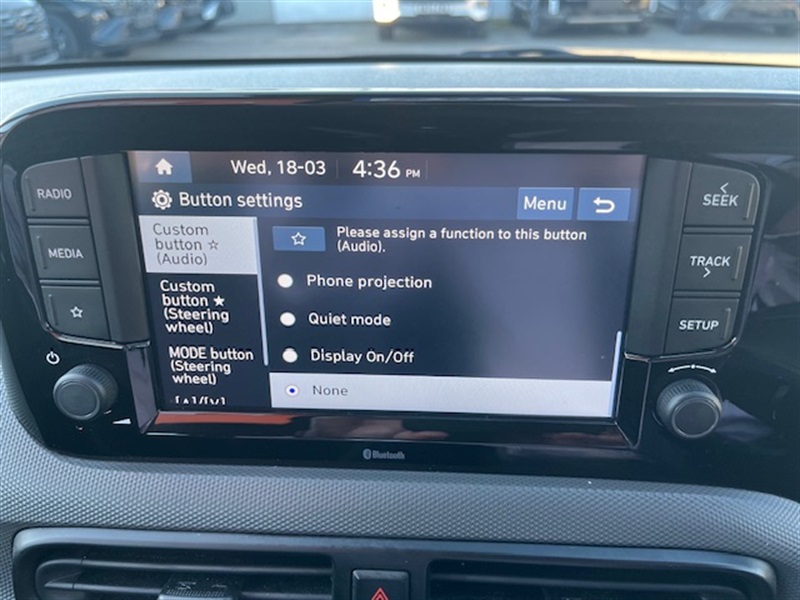 RADIO
MEDIA
☆
Wed, 18-03
4:36 PM
Button settings
Menu
Custom
button ☆
(Audio)
Custom
button ★
(Steering
wheel)
MODE button
(Steering
wheel)
☆
Please assign a function to this button
(Audio).
Phone projection
Quiet mode
Display On/Off
None
SEEK
TRACK
SETUP
Bluetooth